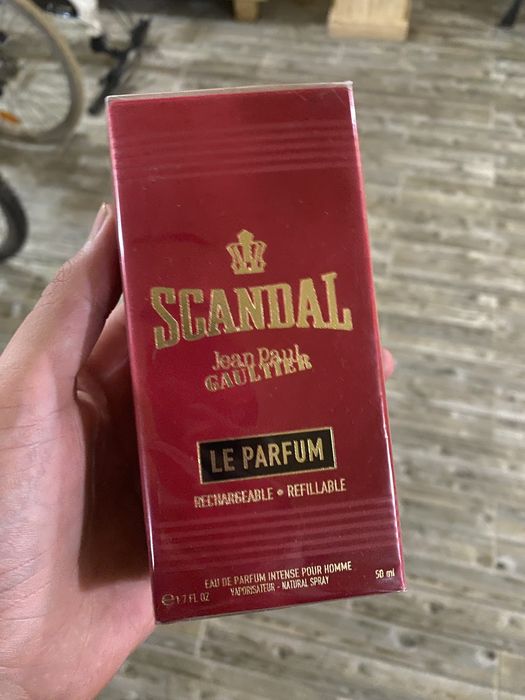 SCANDAL
Jean Paul
GAULTIER
LE PARFUM
RECHARGEABLE • REFILLABLE
EAU DE PARFUM INTENSE POUR HOMME
VAPORISATEUR - NATURAL SPRAY
℮1.7 FL OZ
50 ml